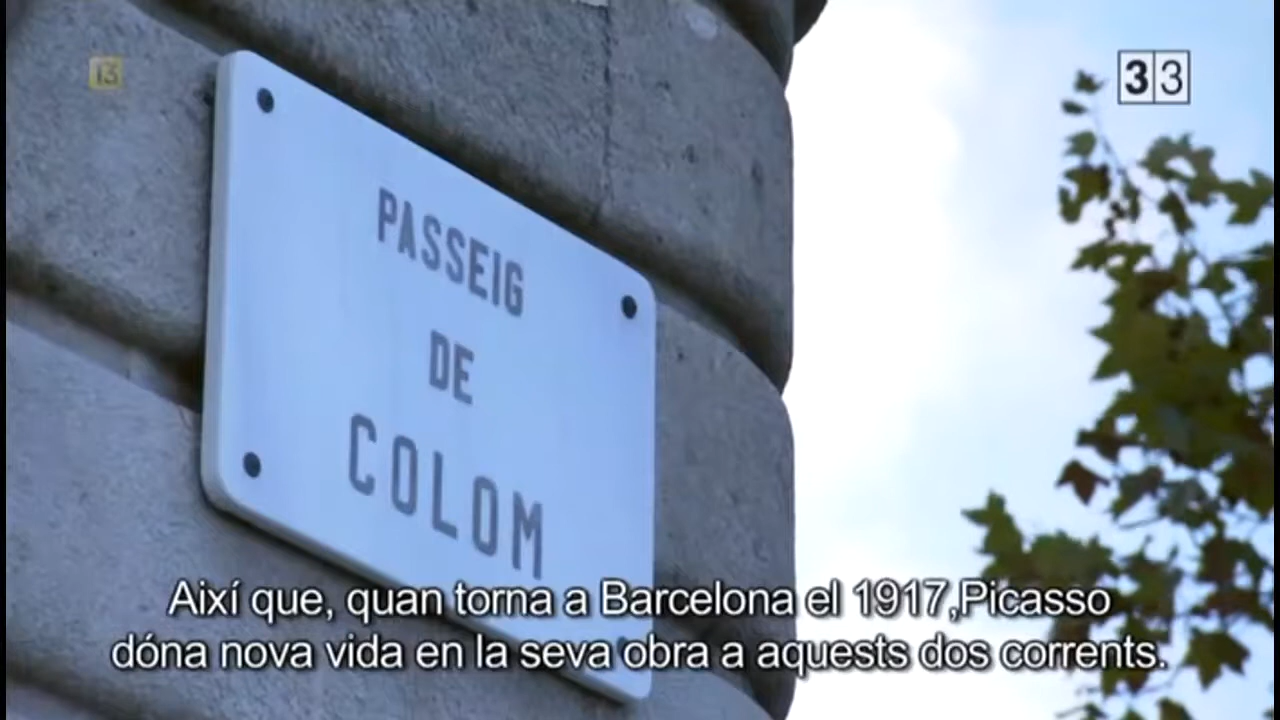 13
33
PASSEIG
DE
COLOM
Així que, quan torna a Barcelona el 1917,Picasso
dóna nova vida en la seva obra a aquests dos corrents.